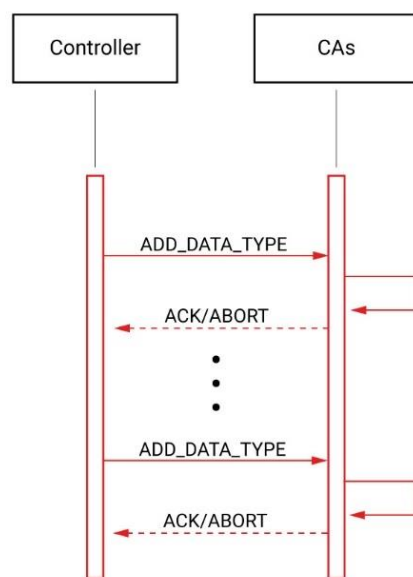 Controller
CAs
ADD_DATA_TYPE
ACK/ABORT
ADD_DATA_TYPE
ACK/ABORT